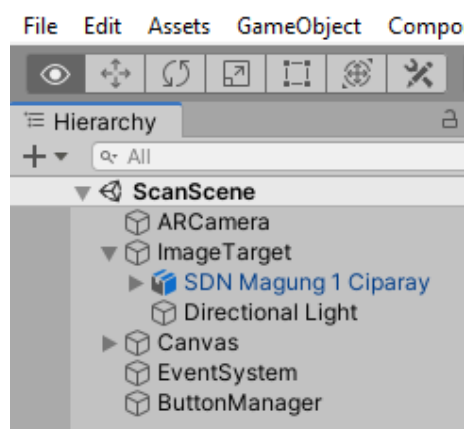 File Edit Assets GameObject Compo
Hierarchy
All
ScanScene
ARCamera
ImageTarget
SDN Magung 1 Ciparay
Directional Light
Canvas
EventSystem
ButtonManager